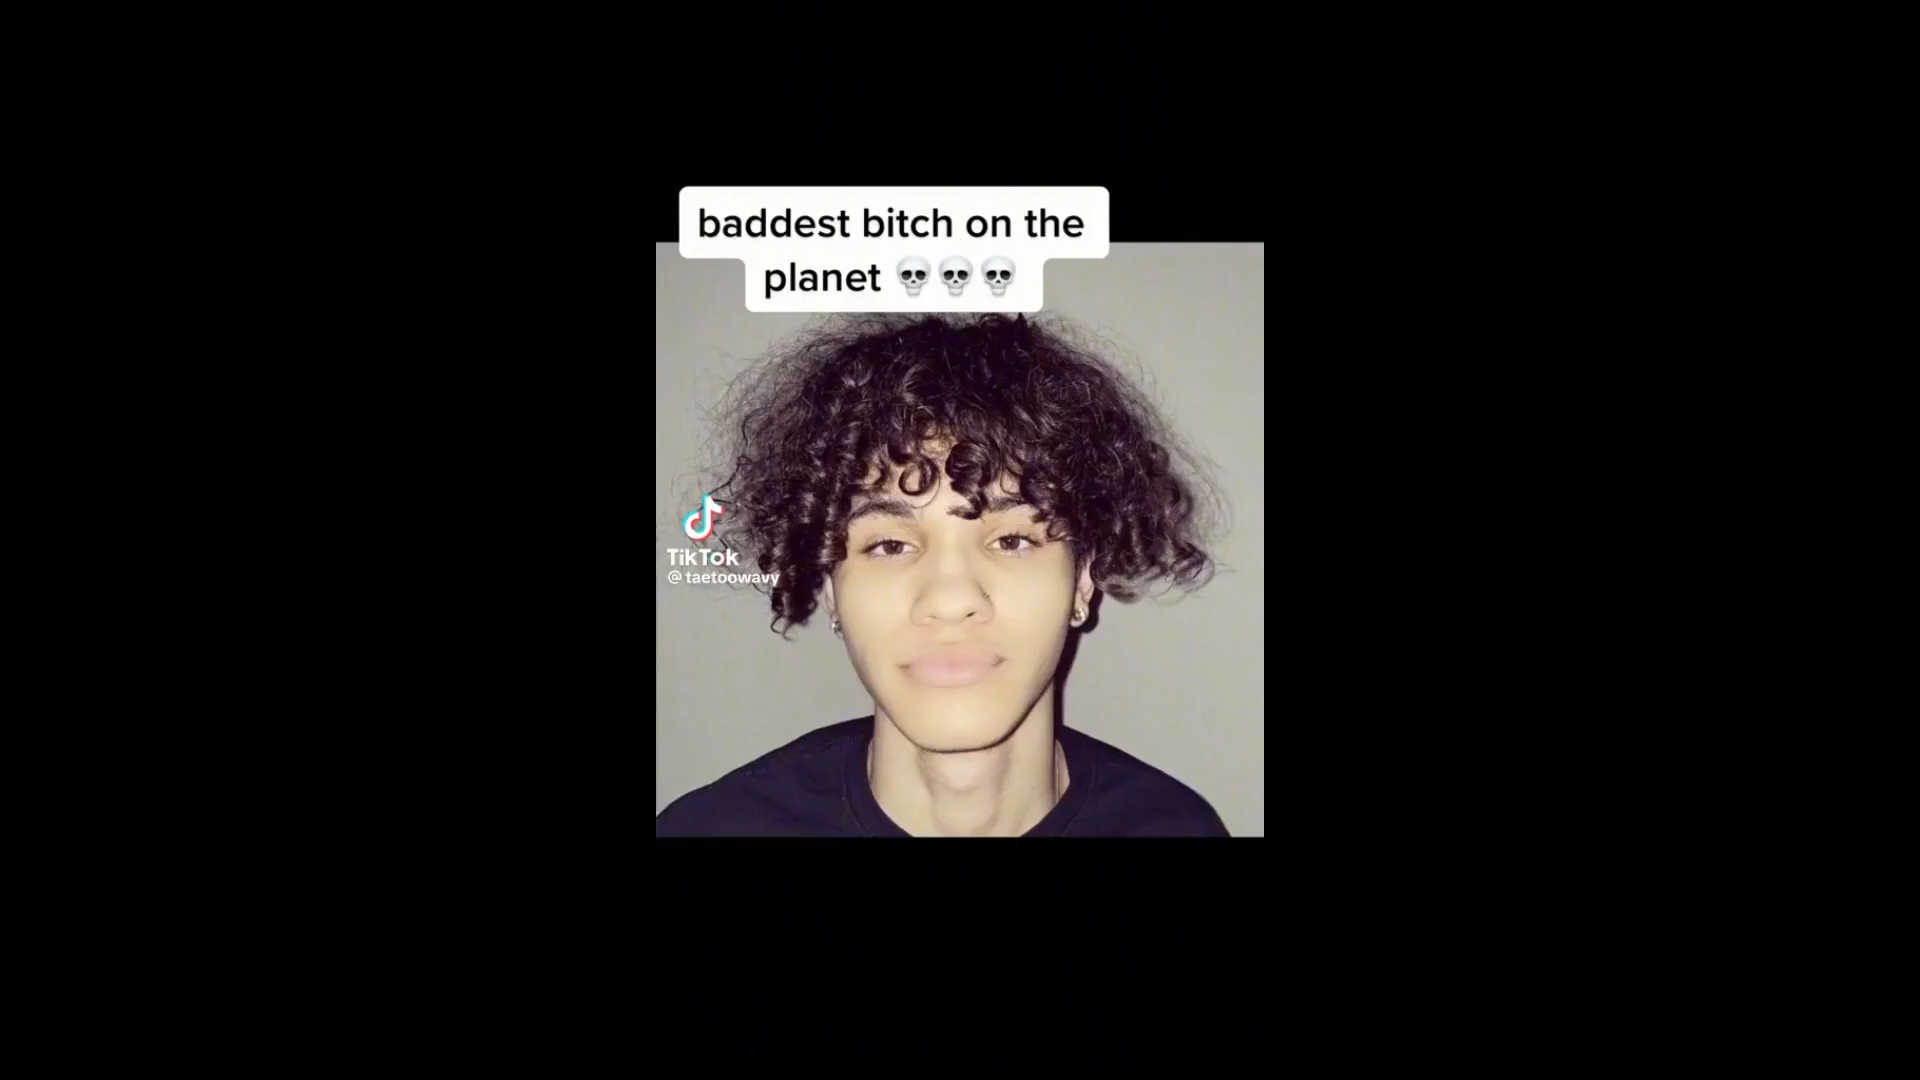 baddest bitch on the
planet 💀💀💀
TikTok
@taetoowavy